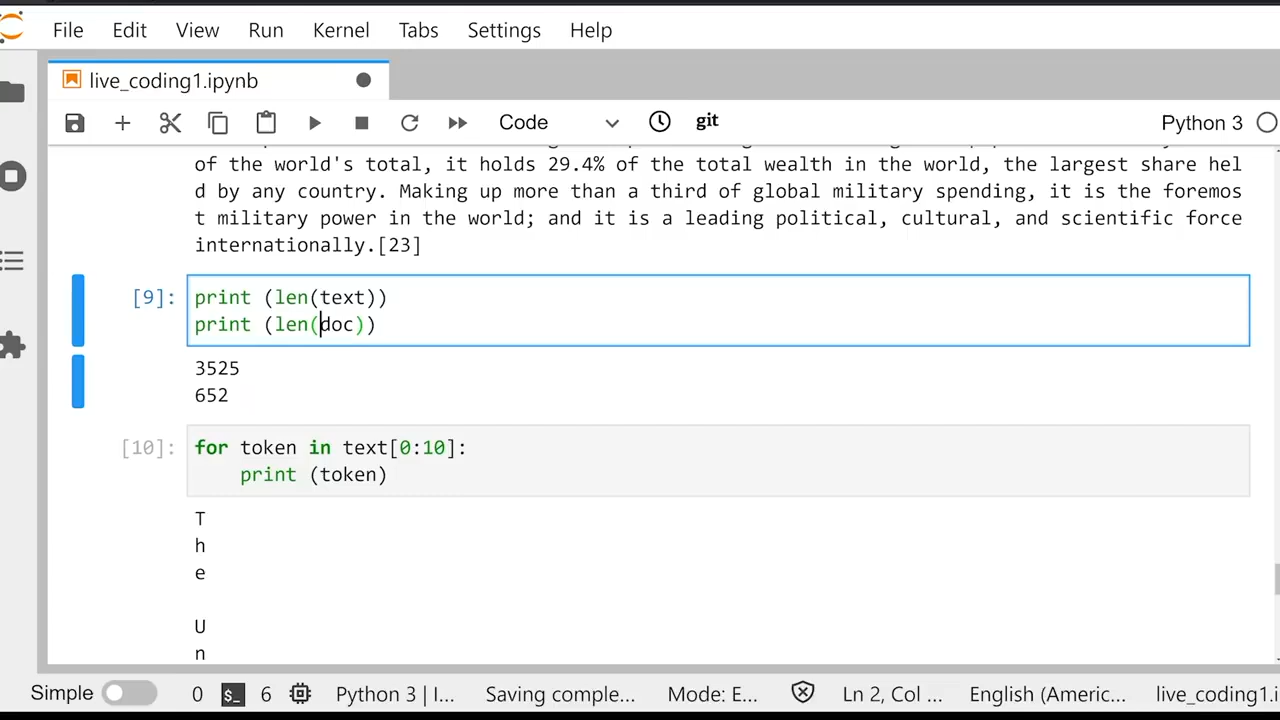 File Edit View Run Kernel Tabs Settings Help
live_coding1.ipynb
Code git Python 3
of the world's total, it holds 29.4% of the total wealth in the world, the largest share hel
d by any country. Making up more than a third of global military spending, it is the foremos
t military power in the world; and it is a leading political, cultural, and scientific force
internationally.[23]
[9]: print (len(text))
print (len(doc))
3525
652
[10]: for token in text[0:10]:
print (token)
T
h
e
U
n
Simple 0 $_ 6 Python 3 | I... Saving comple... Mode: E... Ln 2, Col ... English (Americ... live_coding1.i